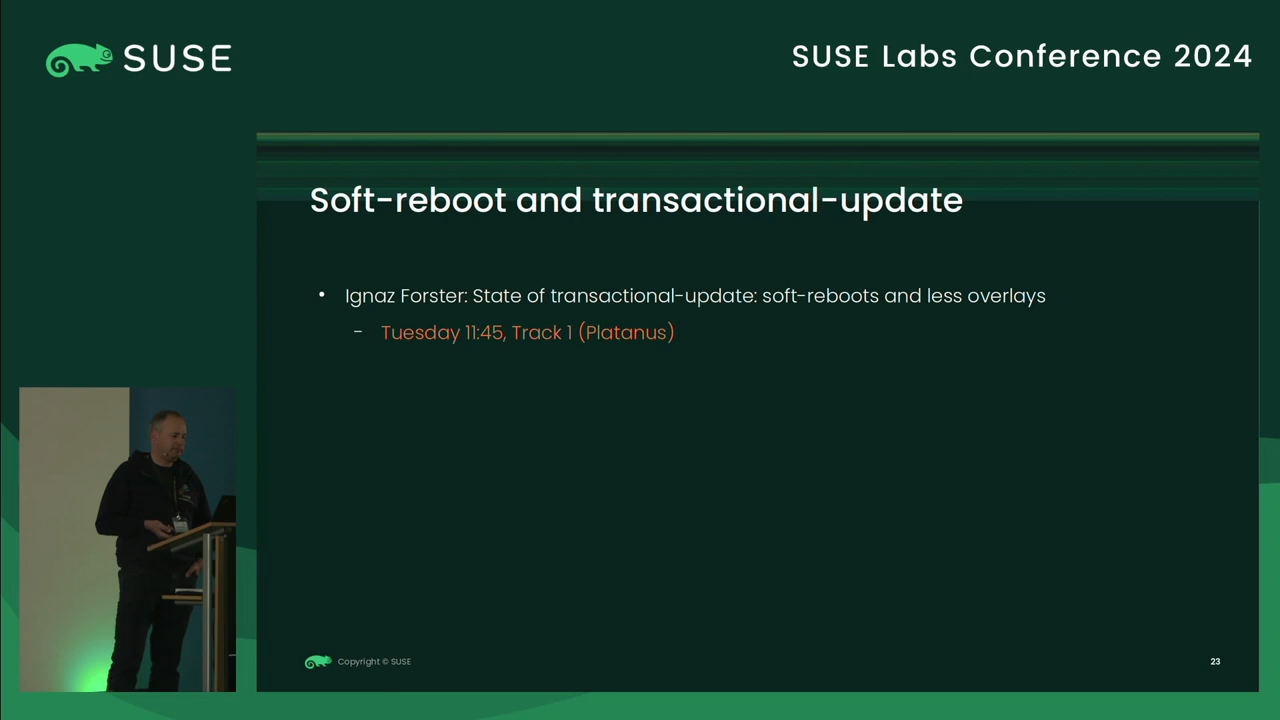 SUSE
SUSE Labs Conference 2024
Soft-reboot and transactional-update
• Ignaz Forster: State of transactional-update: soft-reboots and less overlays
– Tuesday 11:45, Track 1 (Platanus)
Copyright © SUSE
23